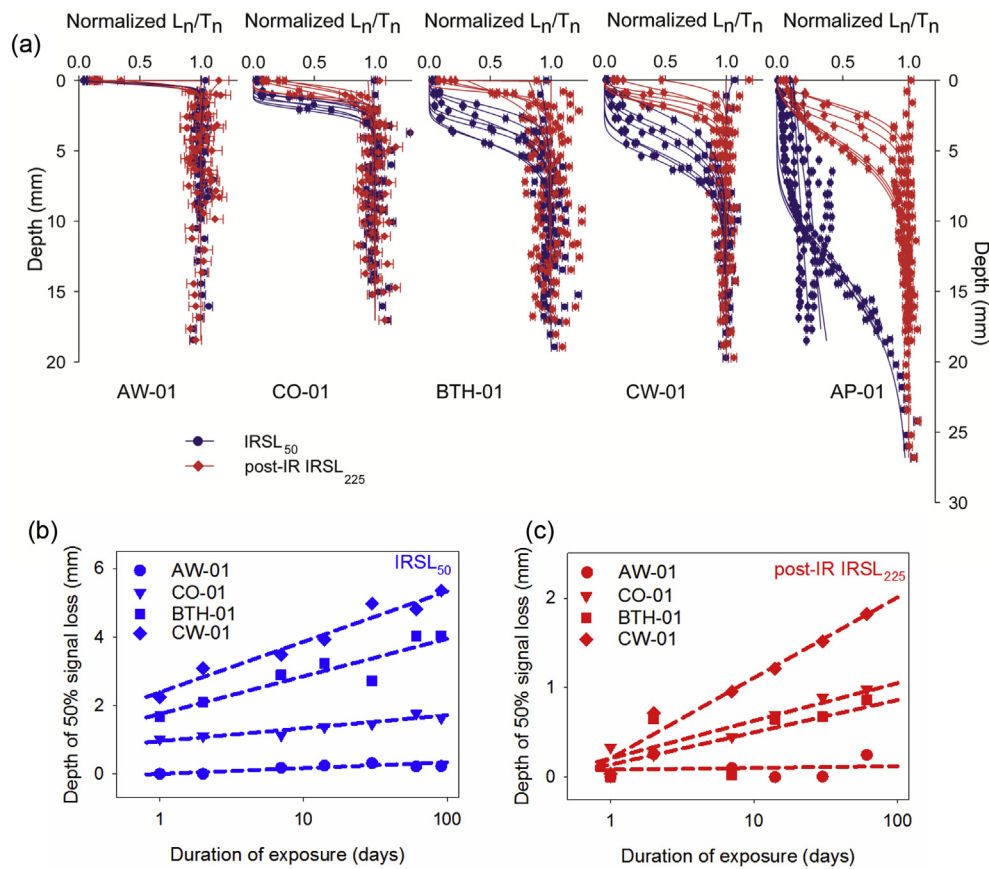 (a)
Normalized Ln/Tn Normalized Ln/Tn Normalized Ln/Tn Normalized Ln/Tn Normalized Ln/Tn
0.0 0.5 1.0 0.0 0.5 1.0 0.0 0.5 1.0 0.0 0.5 1.0 0.0 0.5 1.0
Depth (mm)
0
5
10
15
20
Depth (mm)
0
5
10
15
20
25
30
AW-01 CO-01 BTH-01 CW-01 AP-01
IRSL50
post-IR IRSL225
(b)
IRSL50
AW-01
CO-01
BTH-01
CW-01
Depth of 50% signal loss (mm)
6
4
2
0
1 10 100
Duration of exposure (days)
(c)
post-IR IRSL225
AW-01
CO-01
BTH-01
CW-01
Depth of 50% signal loss (mm)
2
1
0
1 10 100
Duration of exposure (days)